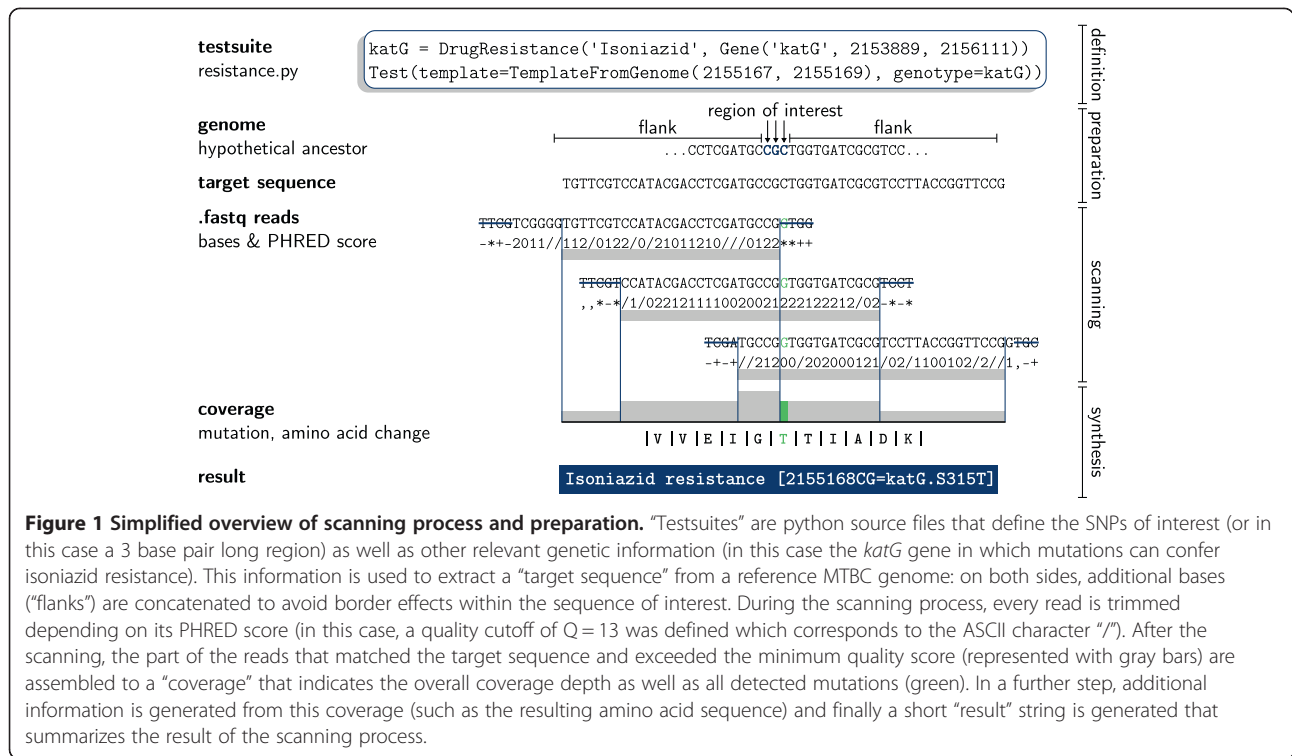 testsuite
resistance.py
katG = DrugResistance('Isoniazid', Gene('katG', 2153889, 2156111))
Test(template=TemplateFromGenome(2155167, 2155169), genotype=katG))
definition
region of interest
genome
flank
flank
hypothetical ancestor
...CCTCGATGCCGCTGGTGATCGCGTCC...
preparation
target sequence
TGTTCGTCCATACGACCTCGATGCCGCTGGTGATCGCGTCCTTACCGGTTCCG
.fastq reads
TTCGTCGGGGTGTTCGTCCATACGACCTCGATGCCGGTGG
bases & PHRED score
-*+-2011//112/0122/0/21011210///0122**++
TTCGTCCATACGACCTCGATGCCGGTGGTGATCGCGTCCT
,,*-*/1/02212111100200212221222212/02-*-*
TCGATGCCGGTGGTGATCGCGTCCTTACCGGTTCCGGTGC
-+-+//21200/202000121/02/1100102/2//1,-+
scanning
coverage
mutation, amino acid change
| V | V | E | I | G | T | T | I | A | D | K |
result
Isoniazid resistance [2155168CG=katG.S315T]
synthesis
Figure 1 Simplified overview of scanning process and preparation. "Testsuites" are python source files that define the SNPs of interest (or in
this case a 3 base pair long region) as well as other relevant genetic information (in this case the katG gene in which mutations can confer
isoniazid resistance). This information is used to extract a "target sequence" from a reference MTBC genome: on both sides, additional bases
("flanks") are concatenated to avoid border effects within the sequence of interest. During the scanning process, every read is trimmed
depending on its PHRED score (in this case, a quality cutoff of Q = 13 was defined which corresponds to the ASCII character "/"). After the
scanning, the part of the reads that matched the target sequence and exceeded the minimum quality score (represented with gray bars) are
assembled to a "coverage" that indicates the overall coverage depth as well as all detected mutations (green). In a further step, additional
information is generated from this coverage (such as the resulting amino acid sequence) and finally a short "result" string is generated that
summarizes the result of the scanning process.